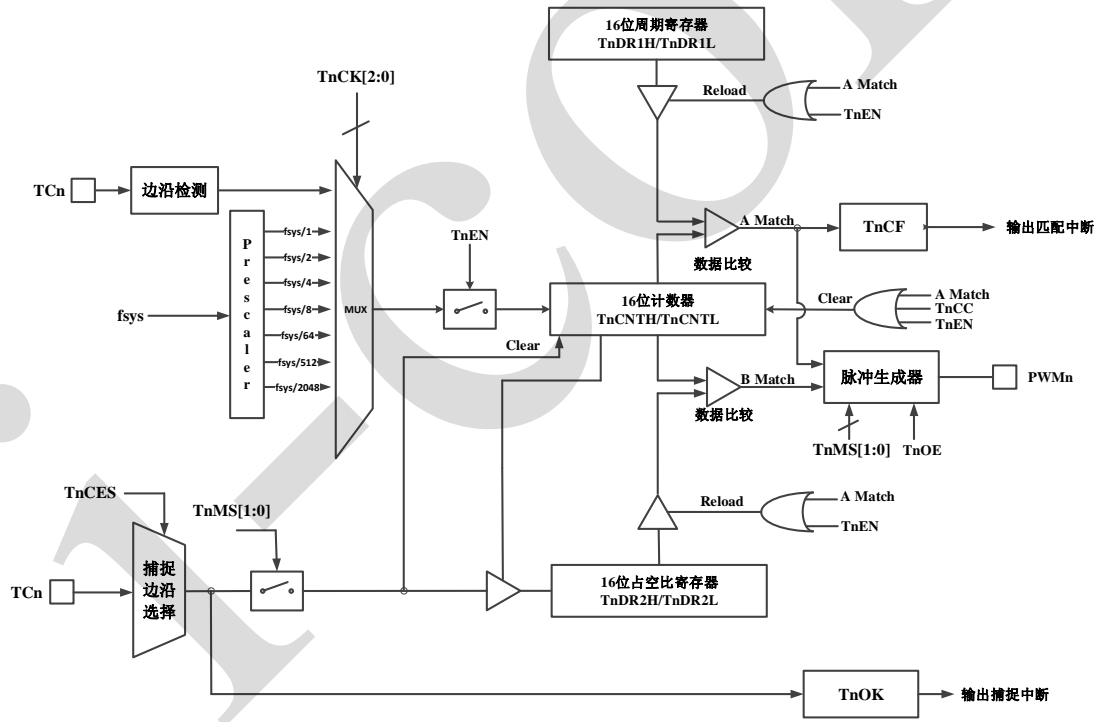 16位周期寄存器
TnDR1H/TnDR1L
TnCK[2:0]
Reload
A Match
TnEN
TCn
边沿检测
Prescaler
fsys/1
fsys/2
fsys/4
fsys/8
fsys/64
fsys/512
fsys/2048
fsys
MUX
TnEN
A Match
数据比较
TnCF
输出匹配中断
16位计数器
TnCNTH/TnCNTL
Clear
Clear
A Match
TnCC
TnEN
B Match
数据比较
脉冲生成器
PWMn
TnMS[1:0]
TnOE
TnCES
TnMS[1:0]
Reload
A Match
TnEN
TCn
捕捉
边沿
选择
16位占空比寄存器
TnDR2H/TnDR2L
TnOK
输出捕捉中断